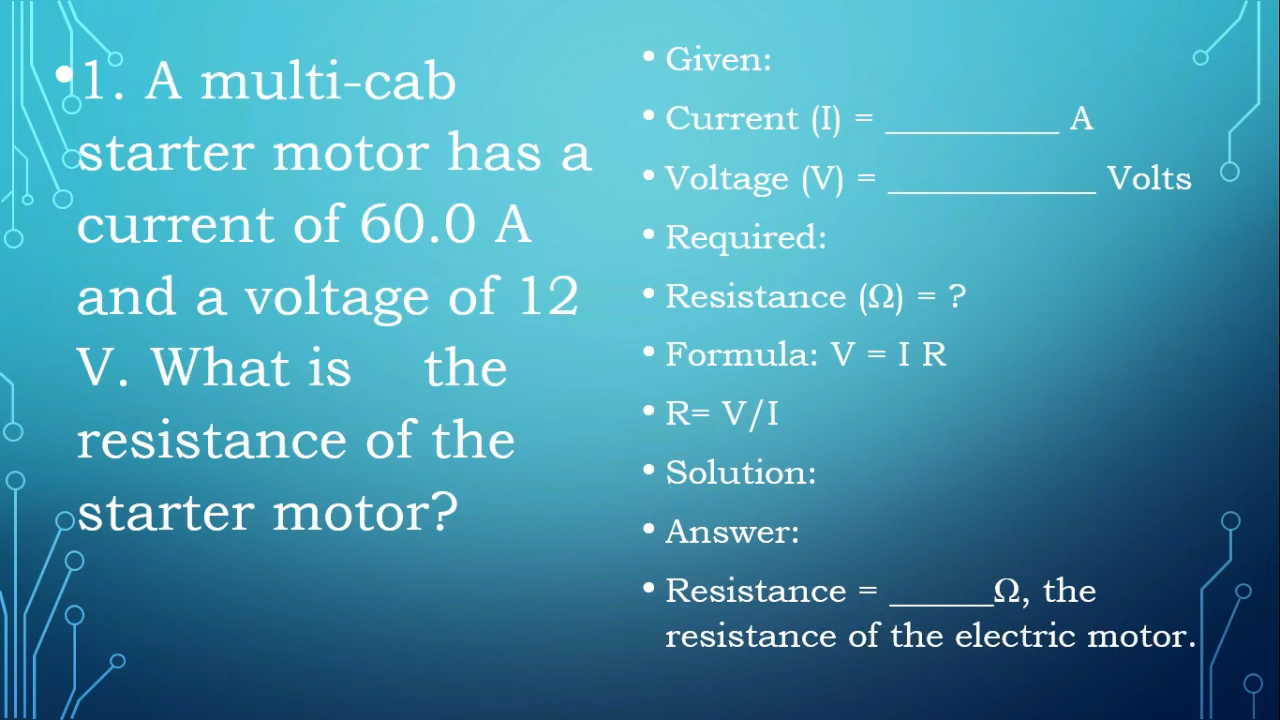 • 1. A multi-cab
starter motor has a
current of 60.0 A
and a voltage of 12
V. What is    the
resistance of the
starter motor?
• Given:
• Current (I) = __________ A
• Voltage (V) = ____________ Volts
• Required:
• Resistance (Ω) = ?
• Formula: V = I R
• R= V/I
• Solution:
• Answer:
• Resistance = ______Ω, the
resistance of the electric motor.